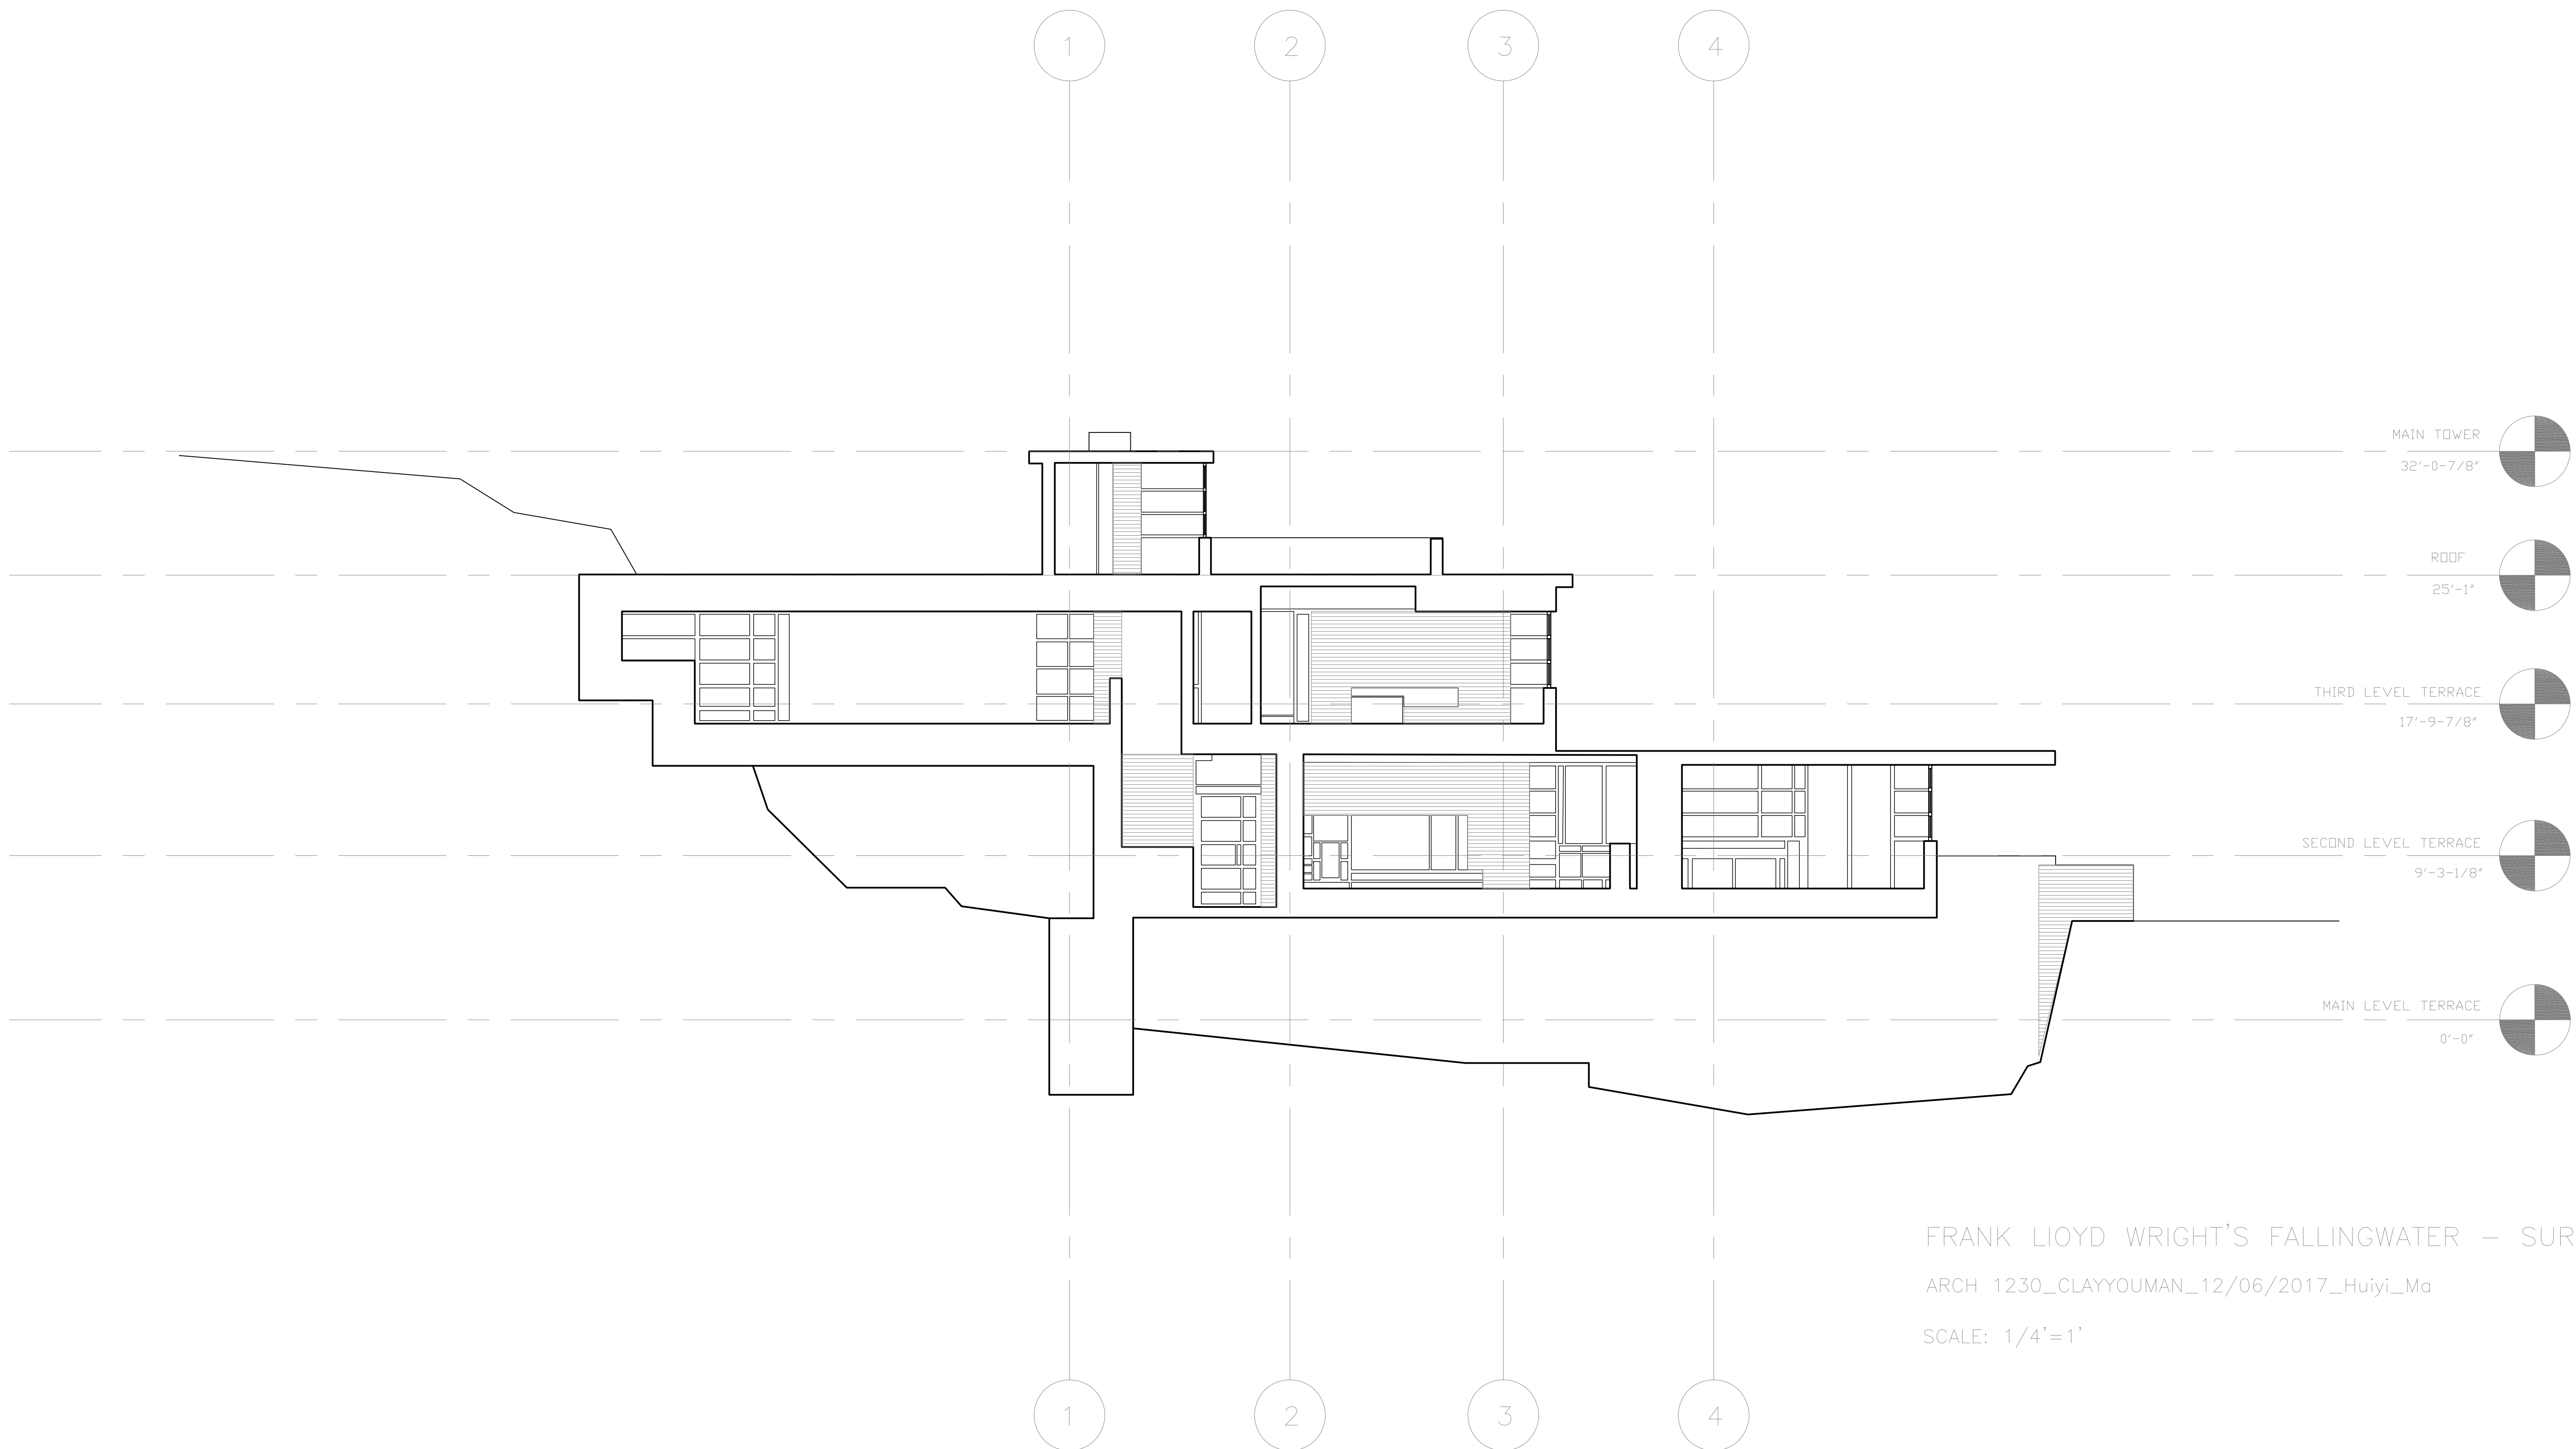 1 2 3 4
MAIN TOWER
32'-0-7/8"
ROOF
25'-1"
THIRD LEVEL TERRACE
17'-9-7/8"
SECOND LEVEL TERRACE
9'-3-1/8"
MAIN LEVEL TERRACE
0'-0"
FRANK LIOYD WRIGHT'S FALLINGWATER – SUR
ARCH 1230_CLAYYOUMAN_12/06/2017_Huiyi_Ma
SCALE: 1/4'=1'
1 2 3 4